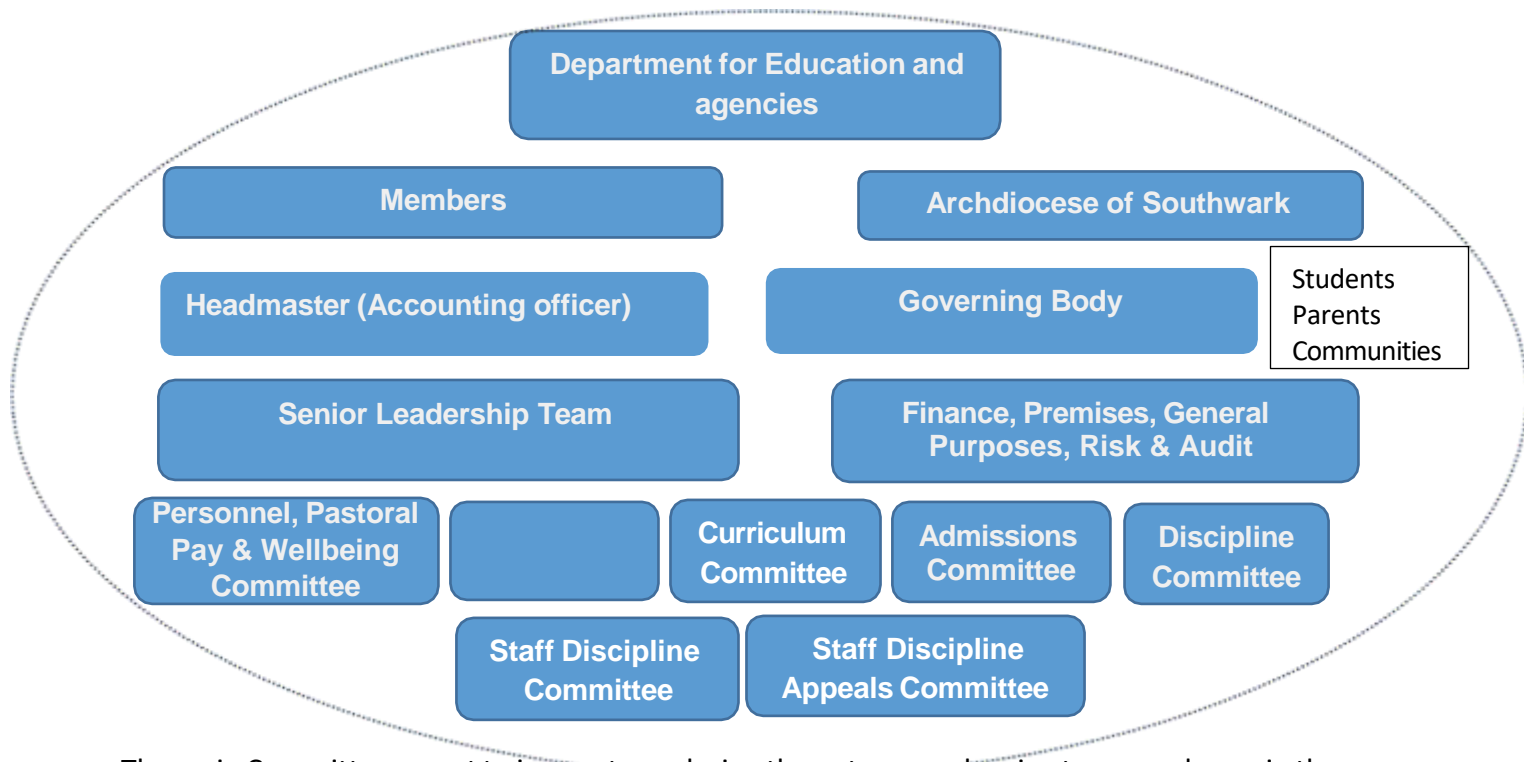 Department for Education and
agencies
Members
Archdiocese of Southwark
Headmaster (Accounting officer)
Governing Body
Students
Parents
Communities
Senior Leadership Team
Finance, Premises, General
Purposes, Risk & Audit
Personnel, Pastoral
Pay & Wellbeing
Committee
Curriculum
Committee
Admissions
Committee
Discipline
Committee
Staff Discipline
Committee
Staff Discipline
Appeals Committee